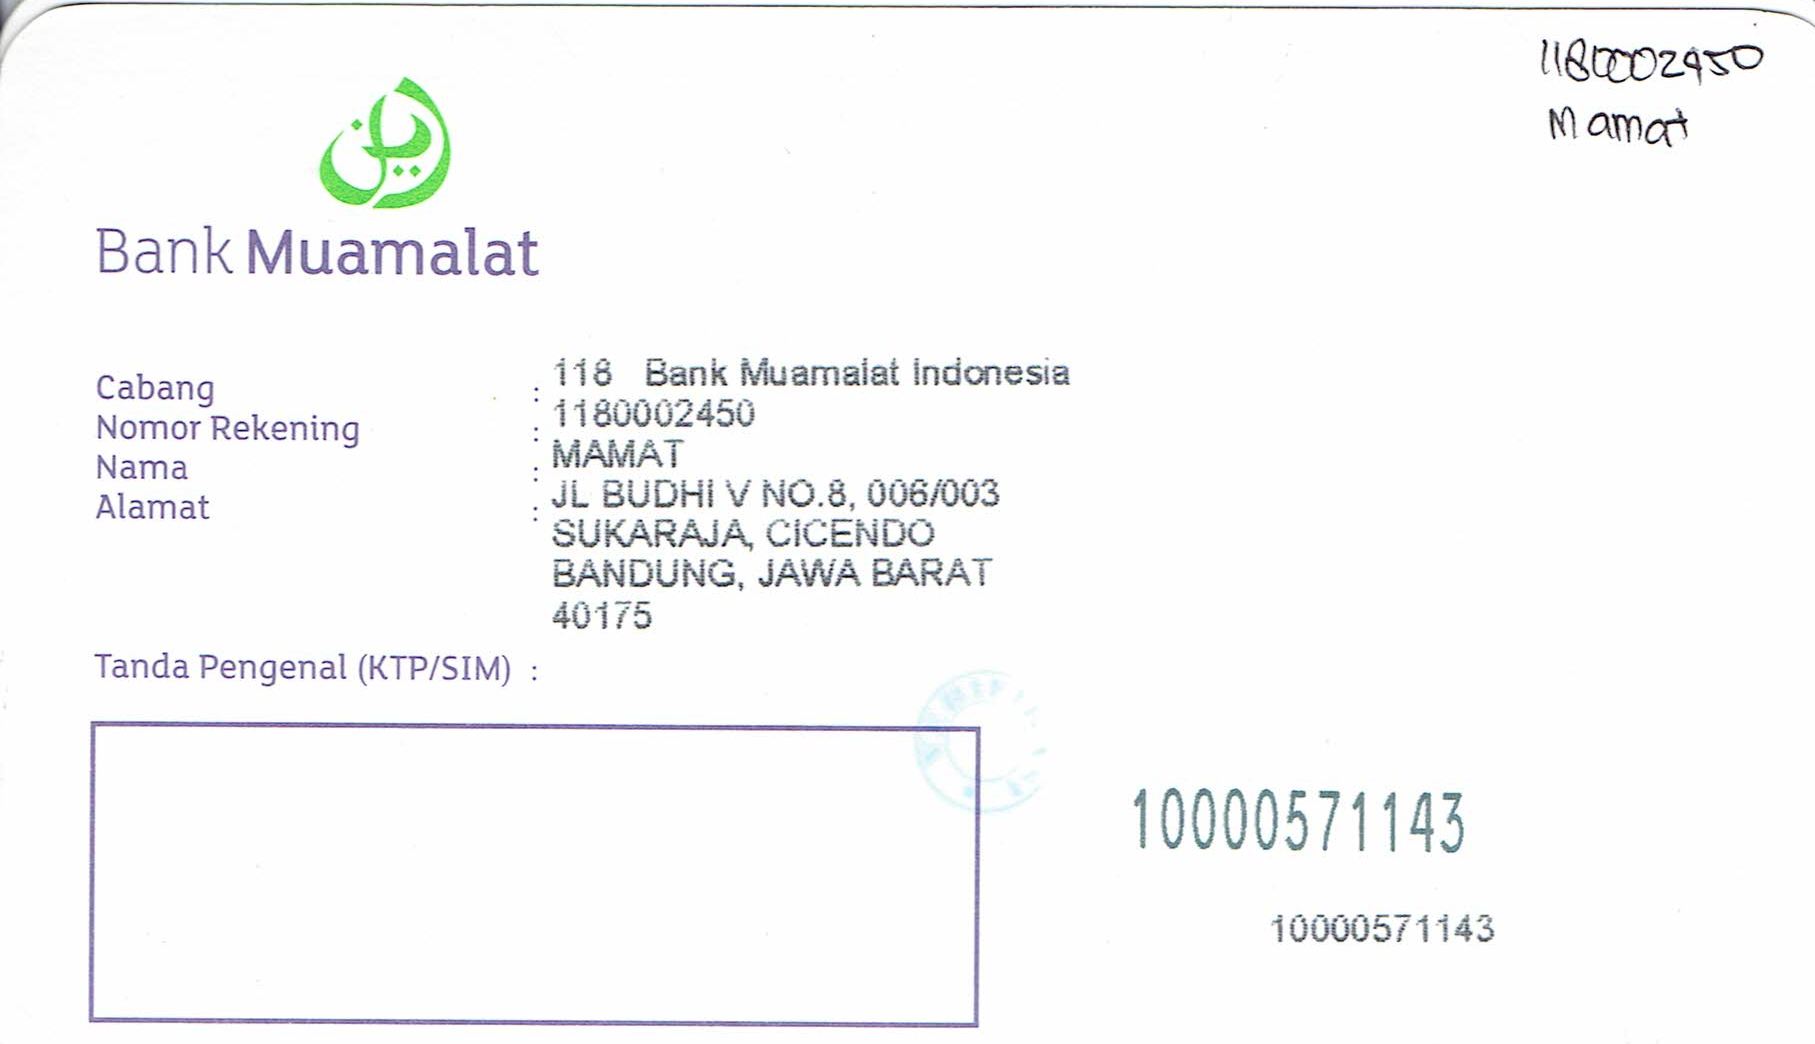 1180002450
Mamat
Bank Muamalat
Cabang : 118 Bank Muamalat Indonesia
Nomor Rekening : 1180002450
Nama : MAMAT
Alamat : JL BUDHI V NO.8, 006/003
SUKARAJA, CICENDO
BANDUNG, JAWA BARAT
40175
Tanda Pengenal (KTP/SIM) :
10000571143
10000571143